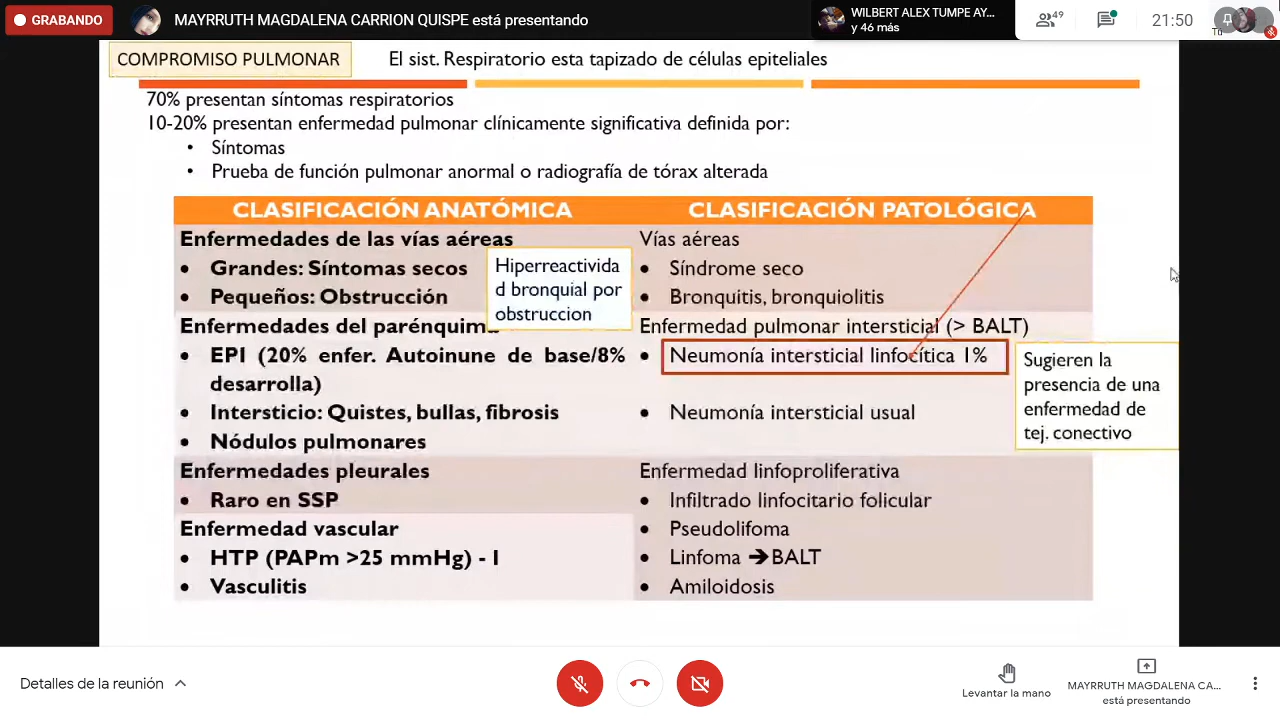 GRABANDO
MAYRRUTH MAGDALENA CARRION QUISPE está presentando
WILBERT ALEX TUMPE AY...
y 46 más
49
21:50
Tú
COMPROMISO PULMONAR
El sist. Respiratorio esta tapizado de células epiteliales
70% presentan síntomas respiratorios
10-20% presentan enfermedad pulmonar clínicamente significativa definida por:
• Síntomas
• Prueba de función pulmonar anormal o radiografía de tórax alterada
CLASIFICACIÓN ANATÓMICA
Enfermedades de las vías aéreas
• Grandes: Síntomas secos
• Pequeños: Obstrucción
Hiperreactivida
d bronquial por
obstruccion
Enfermedades del parénquima
• EPI (20% enfer. Autoinune de base/8%
desarrolla)
• Intersticio: Quistes, bullas, fibrosis
• Nódulos pulmonares
Enfermedades pleurales
• Raro en SSP
Enfermedad vascular
• HTP (PAPm >25 mmHg) - I
• Vasculitis
CLASIFICACIÓN PATOLÓGICA
Vías aéreas
• Síndrome seco
• Bronquitis, bronquiolitis
Enfermedad pulmonar intersticial (> BALT)
• Neumonía intersticial linfocítica 1%
• Neumonía intersticial usual
Sugieren la
presencia de una
enfermedad de
tej. conectivo
Enfermedad linfoproliferativa
• Infiltrado linfocitario folicular
• Pseudolifoma
• Linfoma ➔BALT
• Amiloidosis
Detalles de la reunión
Levantar la mano
MAYRRUTH MAGDALENA CA...
está presentando